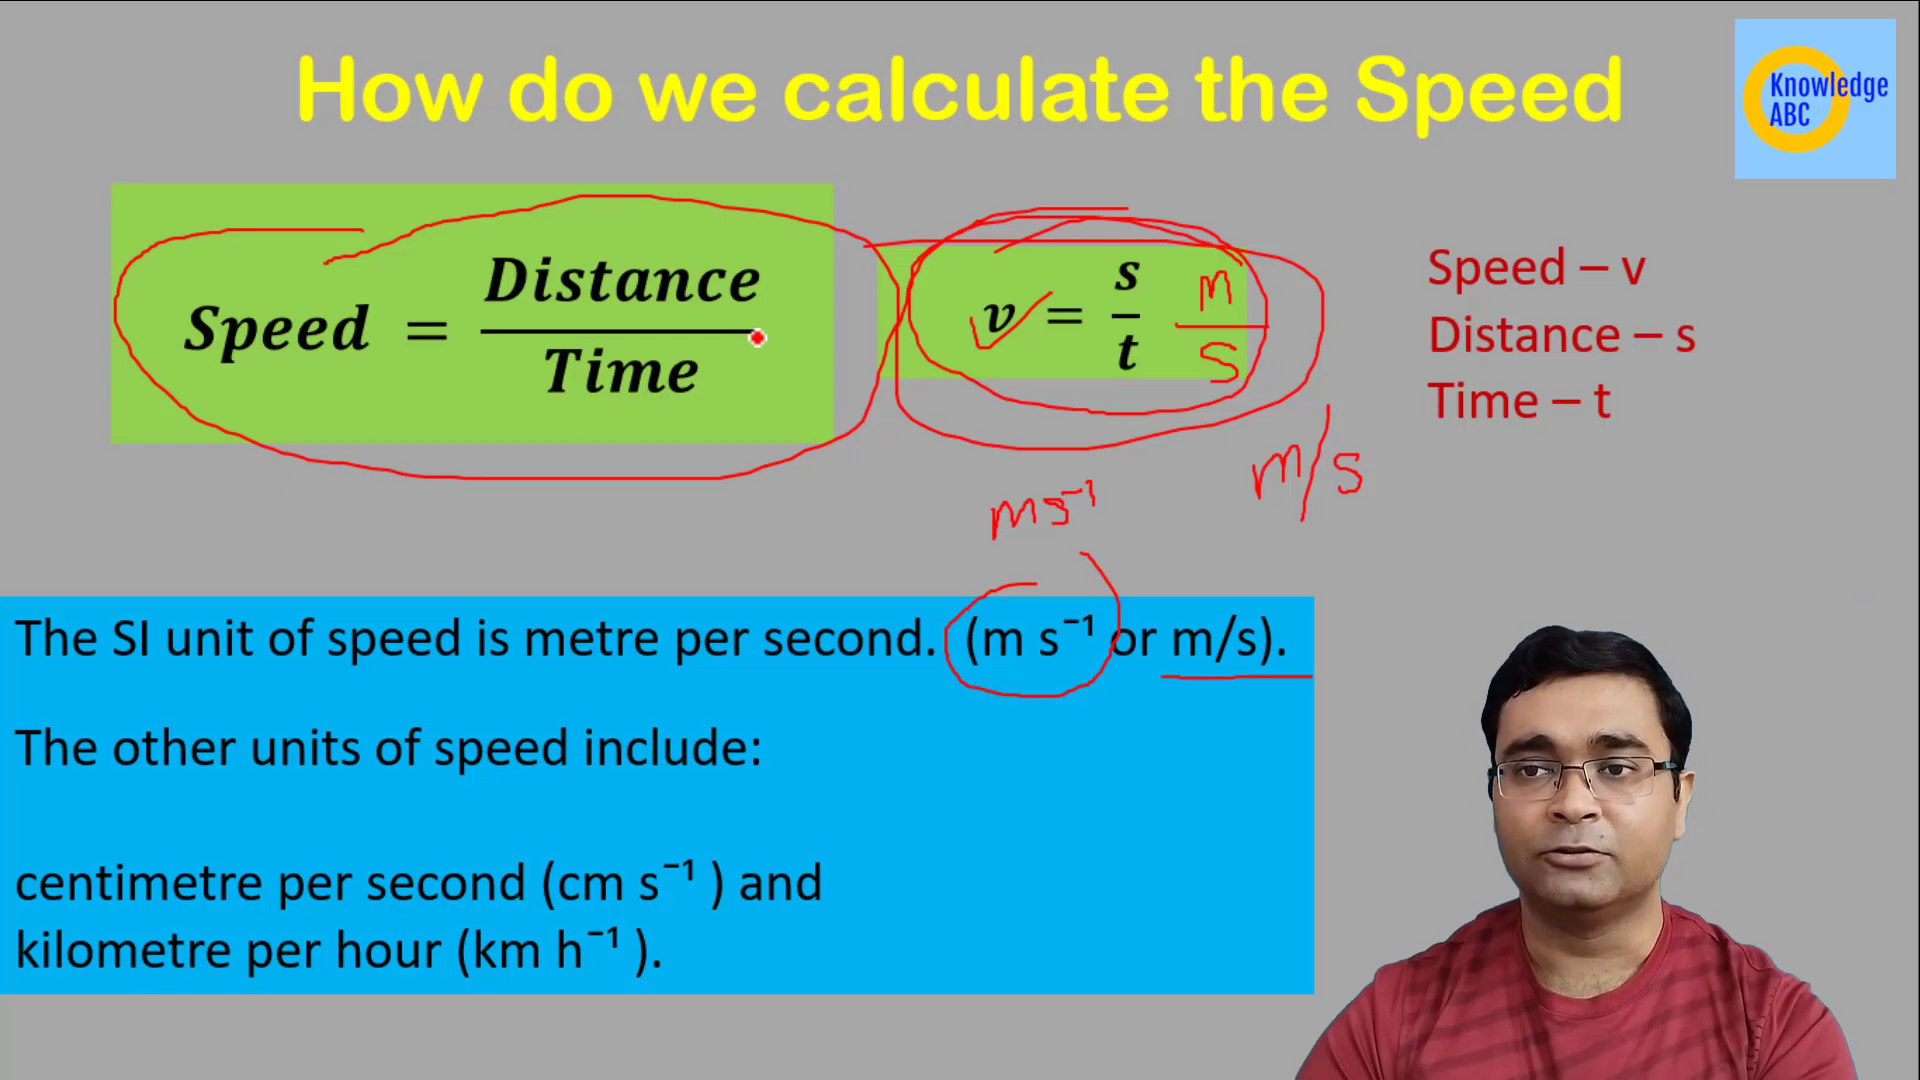 How do we calculate the Speed
Knowledge
ABC
Speed = Distance / Time
v = s / t
m / s
Speed – v
Distance – s
Time – t
m/s
ms⁻¹
The SI unit of speed is metre per second. (m s⁻¹ or m/s).
The other units of speed include:
centimetre per second (cm s⁻¹ ) and
kilometre per hour (km h⁻¹ ).